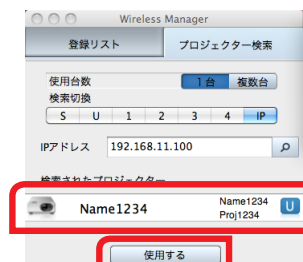 Wireless Manager
登録リスト プロジェクター検索
使用台数 1台 複数台
検索切換
S U 1 2 3 4 IP
IPアドレス 192.168.11.100
検索されたプロジェクター
Name1234 Name1234 U
Proj1234
使用する